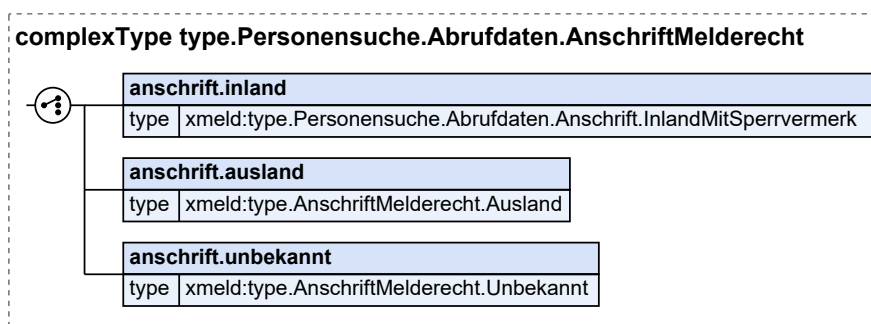 complexType type.Personensuche.Abrufdaten.AnschriftMelderecht
anschrift.inland
type xmeld:type.Personensuche.Abrufdaten.Anschrift.InlandMitSperrvermerk
anschrift.ausland
type xmeld:type.AnschriftMelderecht.Ausland
anschrift.unbekannt
type xmeld:type.AnschriftMelderecht.Unbekannt